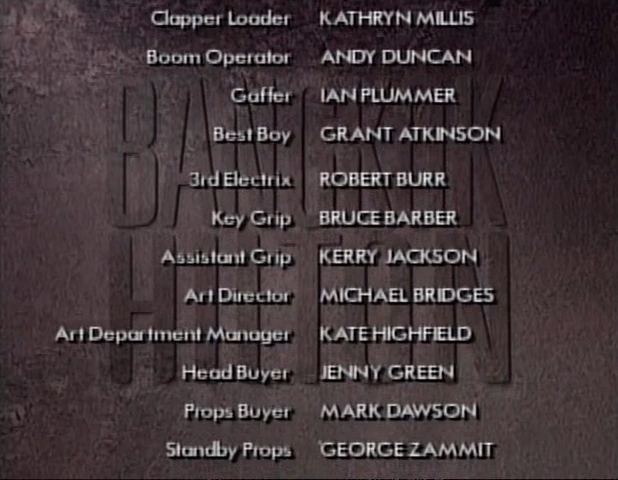 Clapper Loader KATHRYN MILLIS
Boom Operator ANDY DUNCAN
Gaffer IAN PLUMMER
Best Boy GRANT ATKINSON
3rd Electrix ROBERT BURR
Key Grip BRUCE BARBER
Assistant Grip KERRY JACKSON
Art Director MICHAEL BRIDGES
Art Department Manager KATE HIGHFIELD
Head Buyer JENNY GREEN
Props Buyer MARK DAWSON
Standby Props GEORGE ZAMMIT
BANGKOK
HILTON